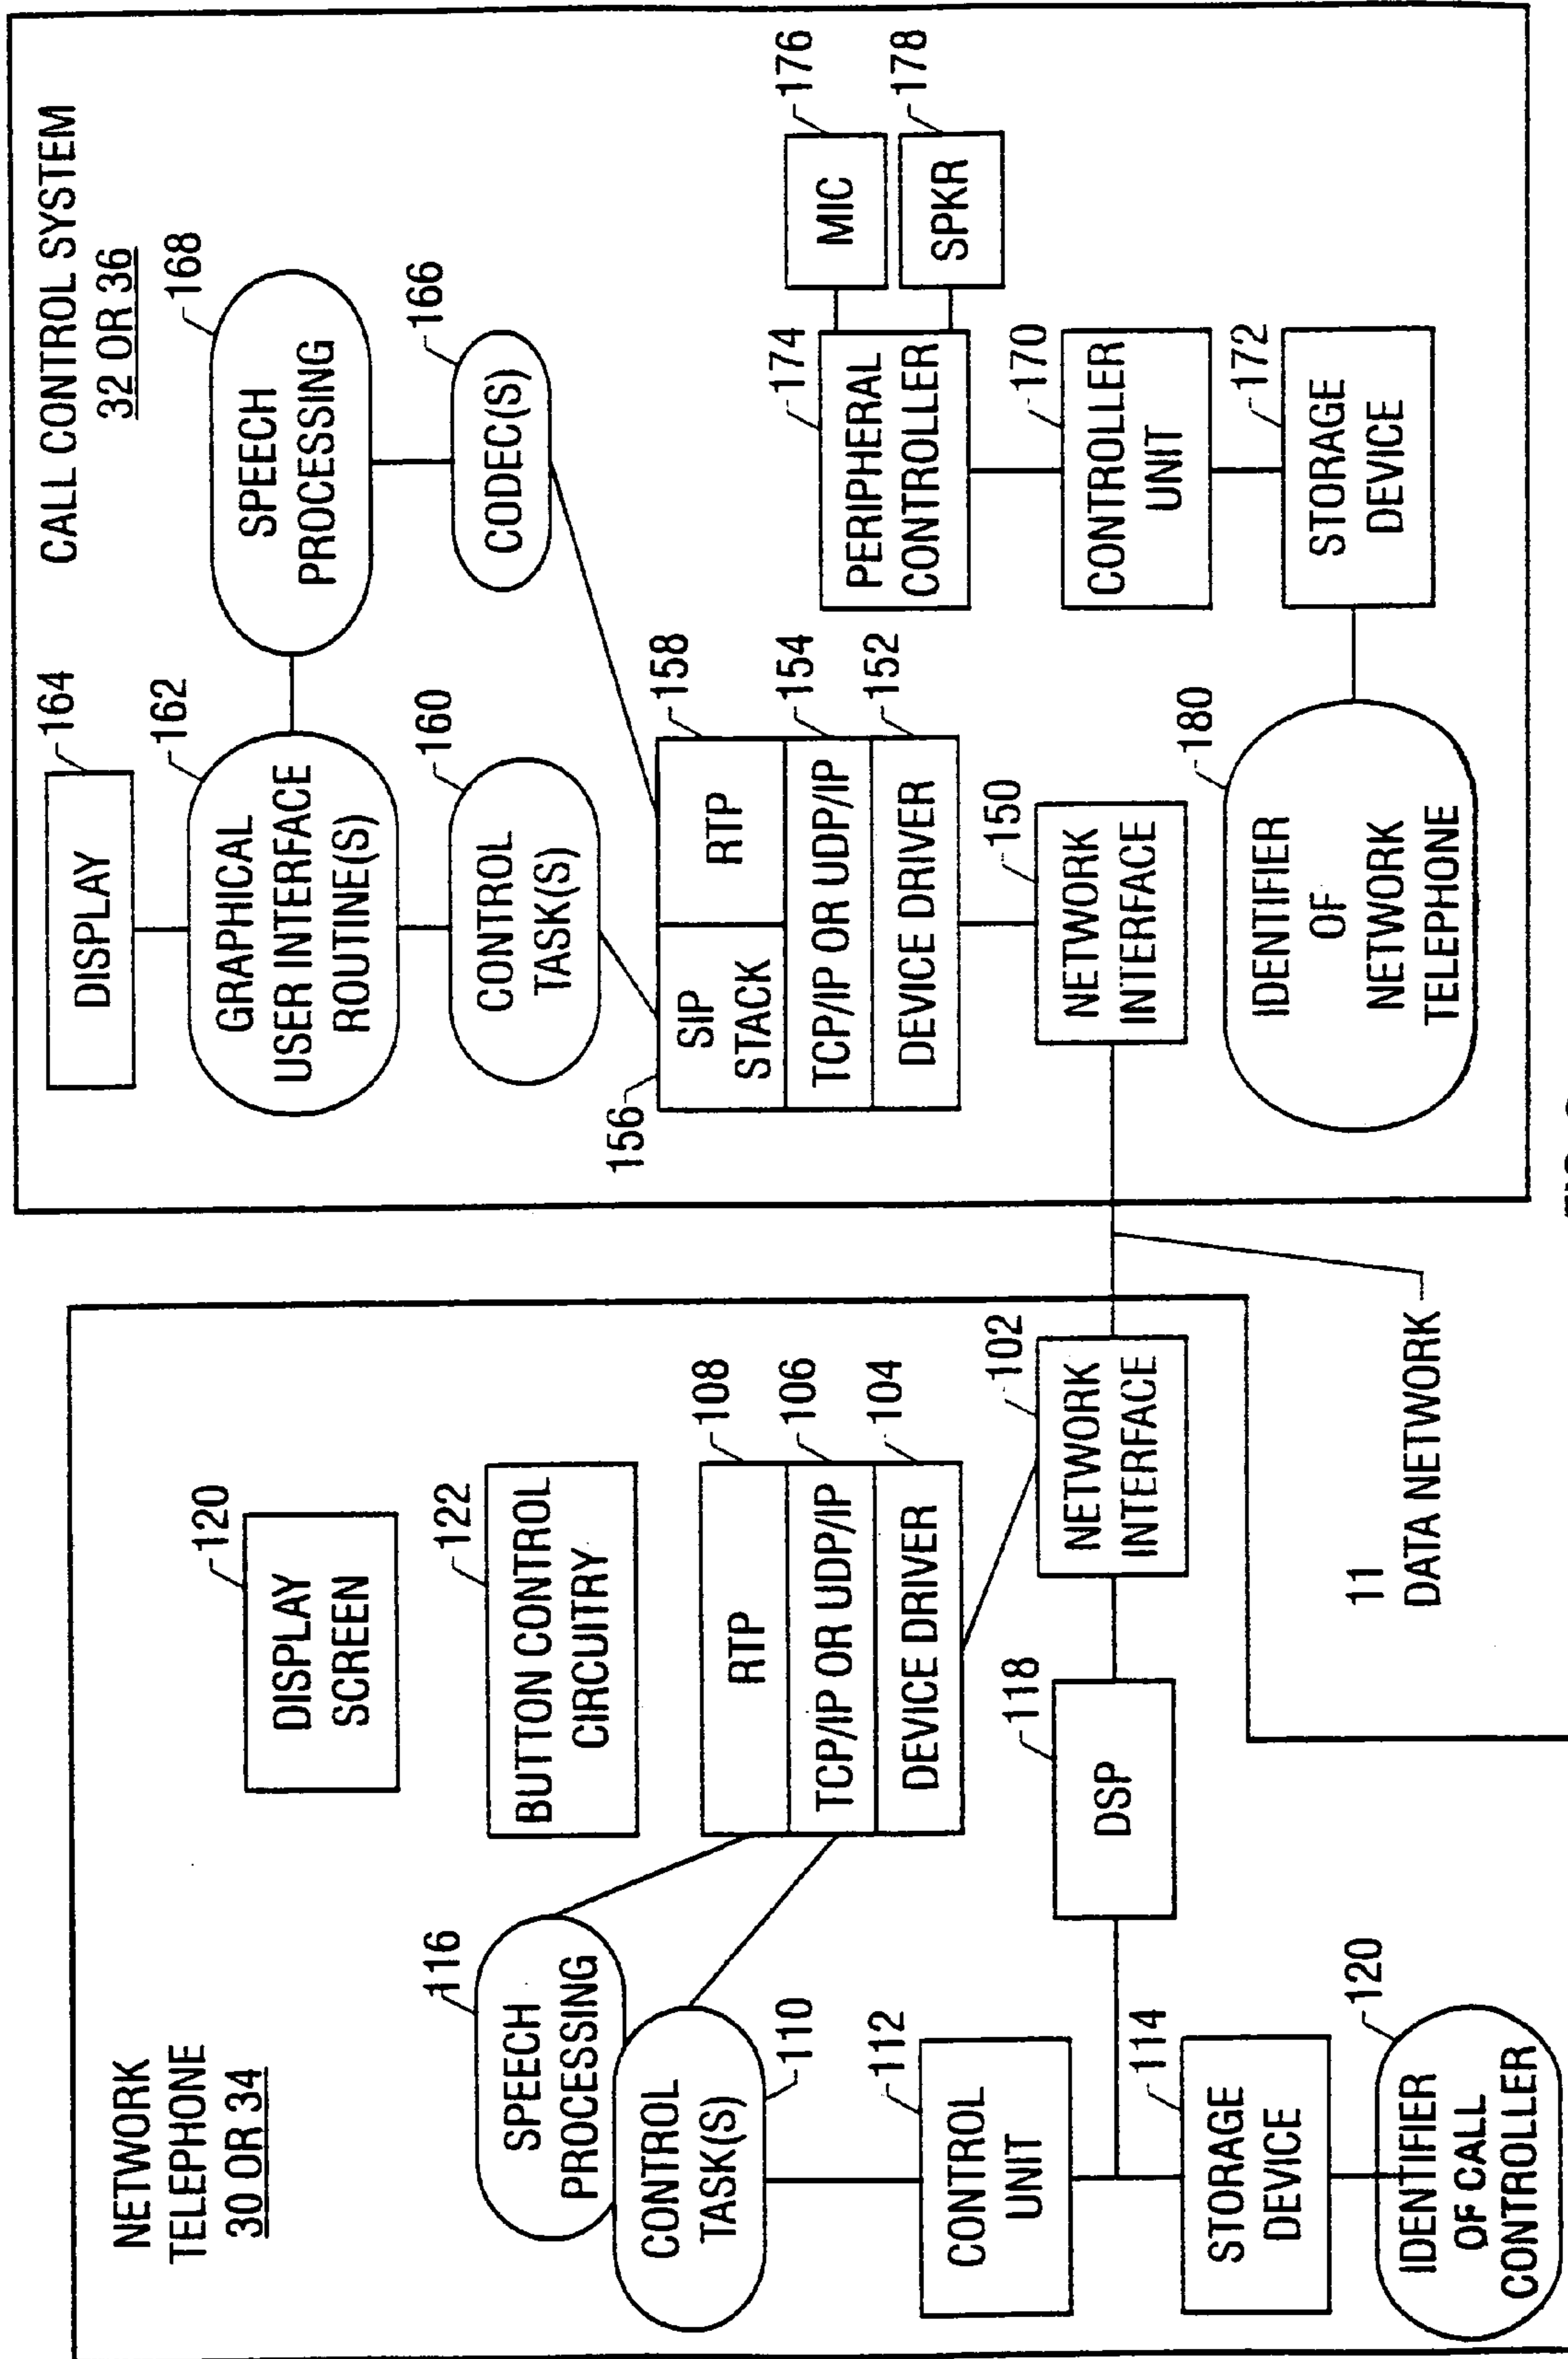 NETWORK
TELEPHONE
30 OR 34
120
DISPLAY
SCREEN
122
BUTTON CONTROL
CIRCUITRY
116
SPEECH
PROCESSING
CONTROL
TASK(S)
110
108
RTP
106
TCP/IP OR UDP/IP
104
DEVICE DRIVER
112
CONTROL
UNIT
118
DSP
102
NETWORK
INTERFACE
114
STORAGE
DEVICE
120
IDENTIFIER
OF CALL
CONTROLLER
11
DATA NETWORK
CALL CONTROL SYSTEM
32 OR 36
164
DISPLAY
162
GRAPHICAL
USER INTERFACE
ROUTINE(S)
168
SPEECH
PROCESSING
160
CONTROL
TASK(S)
166
CODEC(S)
156
SIP
STACK
158
RTP
154
TCP/IP OR UDP/IP
152
DEVICE DRIVER
150
NETWORK
INTERFACE
176
MIC
178
SPKR
174
PERIPHERAL
CONTROLLER
170
CONTROLLER
UNIT
172
STORAGE
DEVICE
180
IDENTIFIER
OF
NETWORK
TELEPHONE